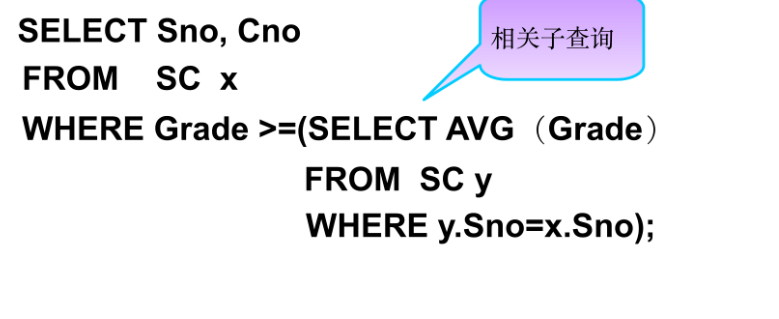 SELECT Sno, Cno
相关子查询
FROM SC x
WHERE Grade >=(SELECT AVG（Grade）
FROM SC y
WHERE y.Sno=x.Sno);